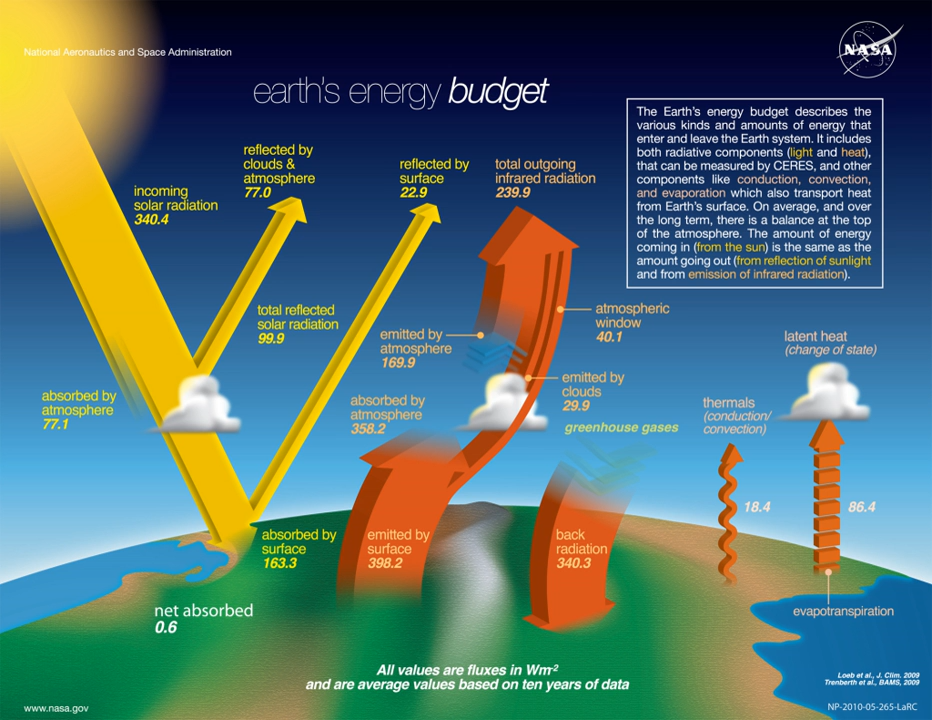 National Aeronautics and Space Administration
NASA
earth's energy budget
The Earth's energy budget describes the
various kinds and amounts of energy that
enter and leave the Earth system. It includes
both radiative components (light and heat),
that can be measured by CERES, and other
components like conduction, convection,
and evaporation which also transport heat
from Earth's surface. On average, and over
the long term, there is a balance at the top
of the atmosphere. The amount of energy
coming in (from the sun) is the same as the
amount going out (from reflection of sunlight
and from emission of infrared radiation).
incoming
solar radiation
340.4
reflected by
clouds &
atmosphere
77.0
reflected by
surface
22.9
total outgoing
infrared radiation
239.9
total reflected
solar radiation
99.9
emitted by
atmosphere
169.9
atmospheric
window
40.1
latent heat
(change of state)
absorbed by
atmosphere
77.1
absorbed by
atmosphere
358.2
emitted by
clouds
29.9
greenhouse gases
thermals
(conduction/
convection)
18.4
86.4
absorbed by
surface
163.3
emitted by
surface
398.2
back
radiation
340.3
net absorbed
0.6
evapotranspiration
All values are fluxes in Wm-2
and are average values based on ten years of data
Loeb et al., J. Clim. 2009
Trenberth et al., BAMS, 2009
www.nasa.gov
NP-2010-05-265-LaRC